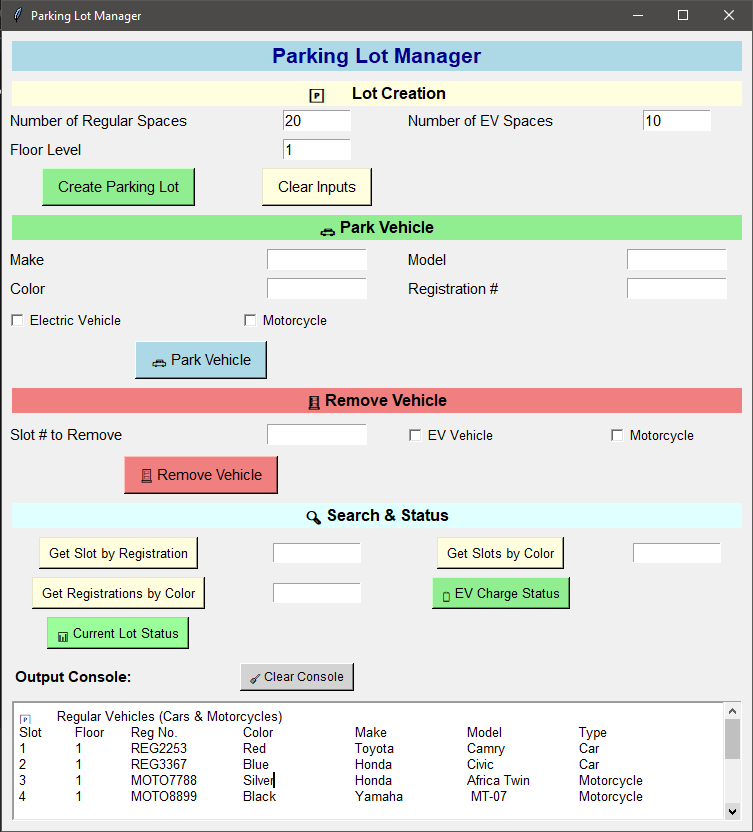 Parking Lot Manager
Parking Lot Manager
P Lot Creation
Number of Regular Spaces 20 Number of EV Spaces 10
Floor Level 1
Create Parking Lot Clear Inputs
Park Vehicle
Make Model
Color Registration #
Electric Vehicle Motorcycle
Park Vehicle
Remove Vehicle
Slot # to Remove EV Vehicle Motorcycle
Remove Vehicle
Search & Status
Get Slot by Registration Get Slots by Color
Get Registrations by Color EV Charge Status
Current Lot Status
Output Console: Clear Console
P Regular Vehicles (Cars & Motorcycles)
Slot Floor Reg No. Color Make Model Type
1 1 REG2253 Red Toyota Camry Car
2 1 REG3367 Blue Honda Civic Car
3 1 MOTO7788 Silver Honda Africa Twin Motorcycle
4 1 MOTO8899 Black Yamaha MT-07 Motorcycle